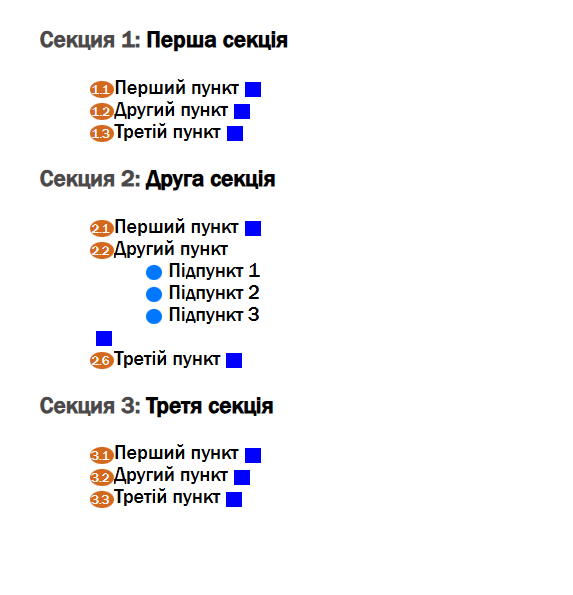 Секция 1: Перша секція
1.1 Перший пункт
1.2 Другий пункт
1.3 Третій пункт
Секция 2: Друга секція
2.1 Перший пункт
2.2 Другий пункт
Підпункт 1
Підпункт 2
Підпункт 3
2.6 Третій пункт
Секция 3: Третя секція
3.1 Перший пункт
3.2 Другий пункт
3.3 Третій пункт